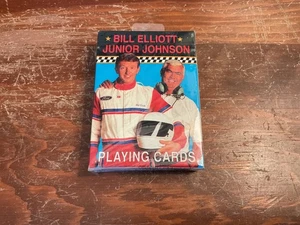 BILL ELLIOTT
JUNIOR JOHNSON
PLAYING CARDS